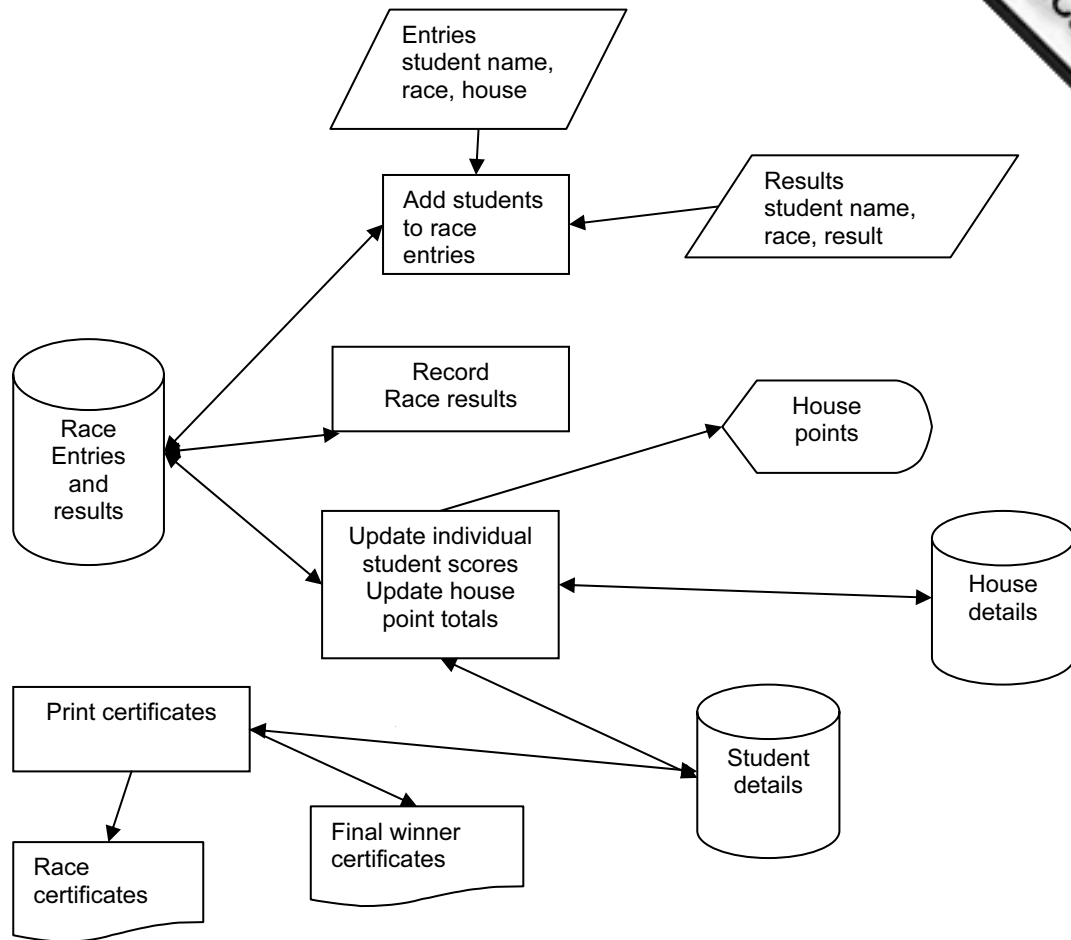 Entries
student name,
race, house
Results
student name,
race, result
Add students
to race
entries
Record
Race results
House
points
Race
Entries
and
results
Update individual
student scores
Update house
point totals
House
details
Print certificates
Student
details
Final winner
certificates
Race
certificates